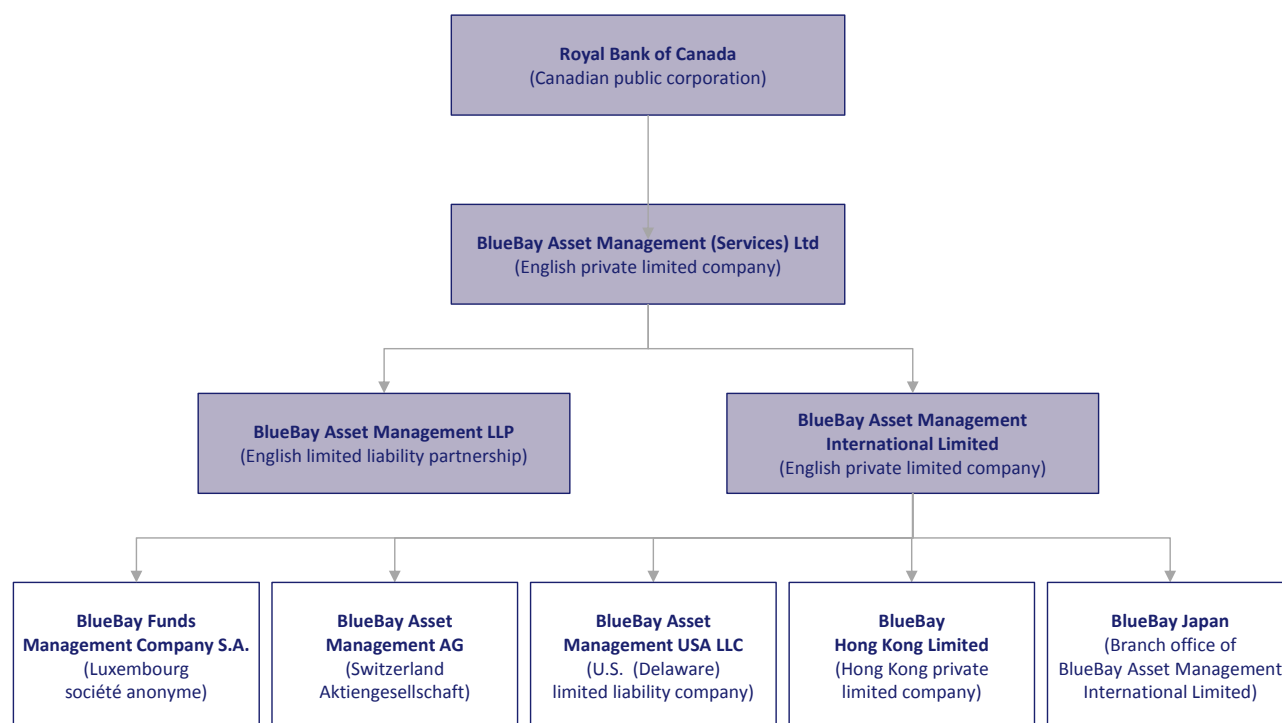 Royal Bank of Canada
(Canadian public corporation)
BlueBay Asset Management (Services) Ltd
(English private limited company)
BlueBay Asset Management LLP
(English limited liability partnership)
BlueBay Asset Management
International Limited
(English private limited company)
BlueBay Funds
Management Company S.A.
(Luxembourg
société anonyme)
BlueBay Asset
Management AG
(Switzerland
Aktiengesellschaft)
BlueBay Asset
Management USA LLC
(U.S. (Delaware)
limited liability company)
BlueBay
Hong Kong Limited
(Hong Kong private
limited company)
BlueBay Japan
(Branch office of
BlueBay Asset Management
International Limited)